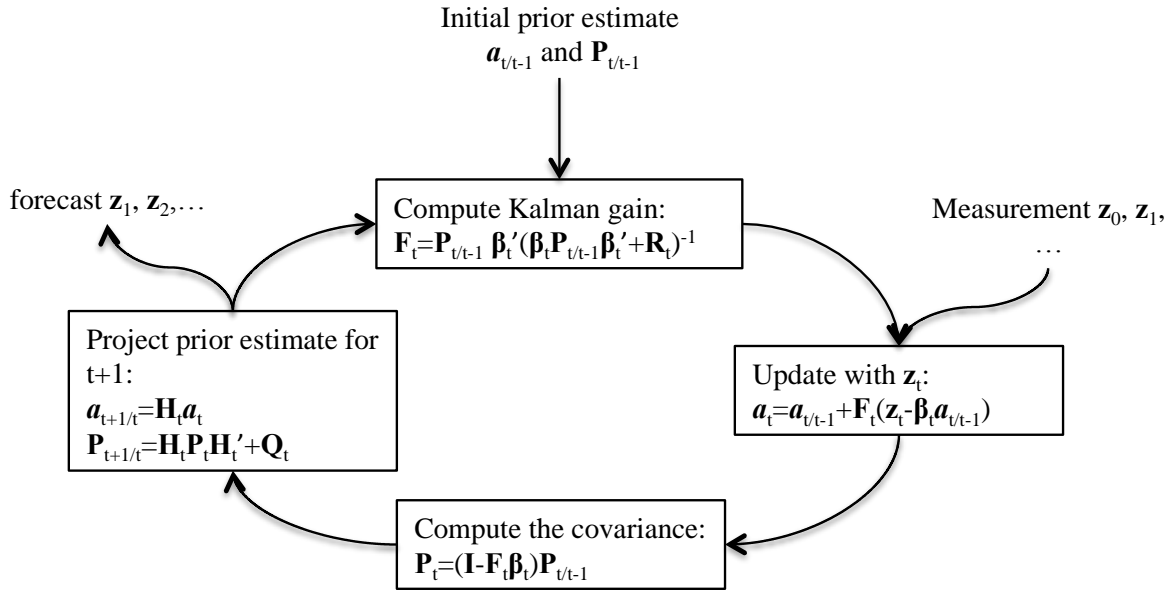 Initial prior estimate
a_{t/t-1} and P_{t/t-1}
forecast z_1, z_2,…
Compute Kalman gain:
F_t=P_{t/t-1} β_t′(β_tP_{t/t-1}β_t′+R_t)^{-1}
Measurement z_0, z_1,
…
Project prior estimate for
t+1:
a_{t+1/t}=H_ta_t
P_{t+1/t}=H_tP_tH_t′+Q_t
Update with z_t:
a_t=a_{t/t-1}+F_t(z_t-β_ta_{t/t-1})
Compute the covariance:
P_t=(I-F_tβ_t)P_{t/t-1}